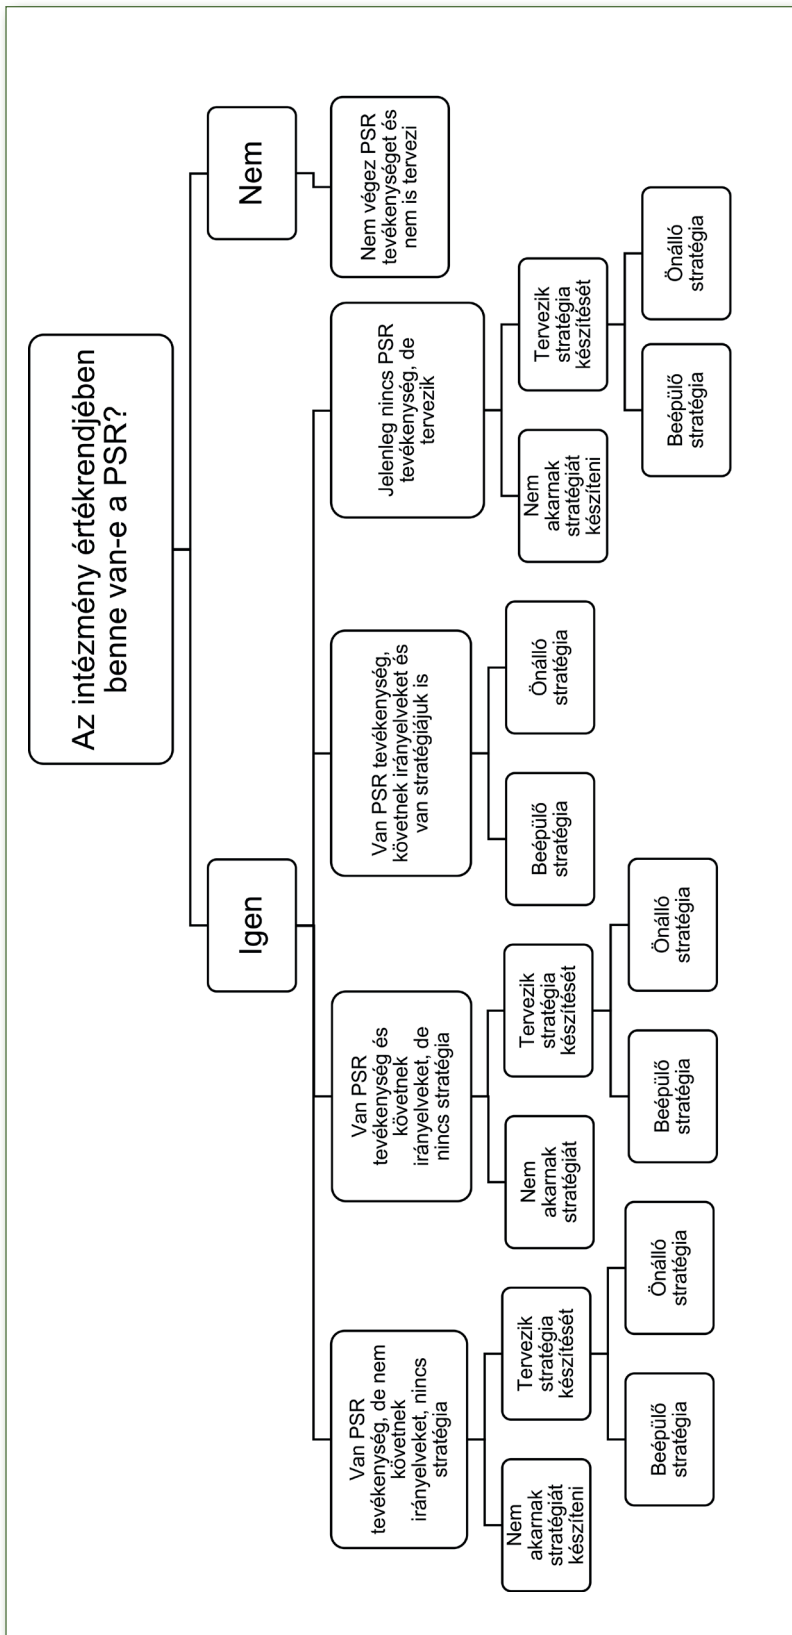 Az intézmény értékrendjében
benne van-e a PSR?
Igen
Nem
Van PSR
tevékenység, de nem
követnek
irányelveket, nincs
stratégia
Van PSR
tevékenység és
követnek
irányelveket, de
nincs stratégia
Van PSR tevékenység,
követnek irányelveket és
van stratégiájuk is
Jelenleg nincs PSR
tevékenység, de
tervezik
Nem végez PSR
tevékenységet és
nem is tervezi
Nem
akarnak
stratégiát
készíteni
Tervezik
stratégia
készítését
Beépülő
stratégia
Önálló
stratégia
Nem
akarnak
stratégiát
Tervezik
stratégia
készítését
Beépülő
stratégia
Önálló
stratégia
Beépülő
stratégia
Önálló
stratégia
Nem
akarnak
stratégiát
készíteni
Tervezik
stratégia
készítését
Beépülő
stratégia
Önálló
stratégia